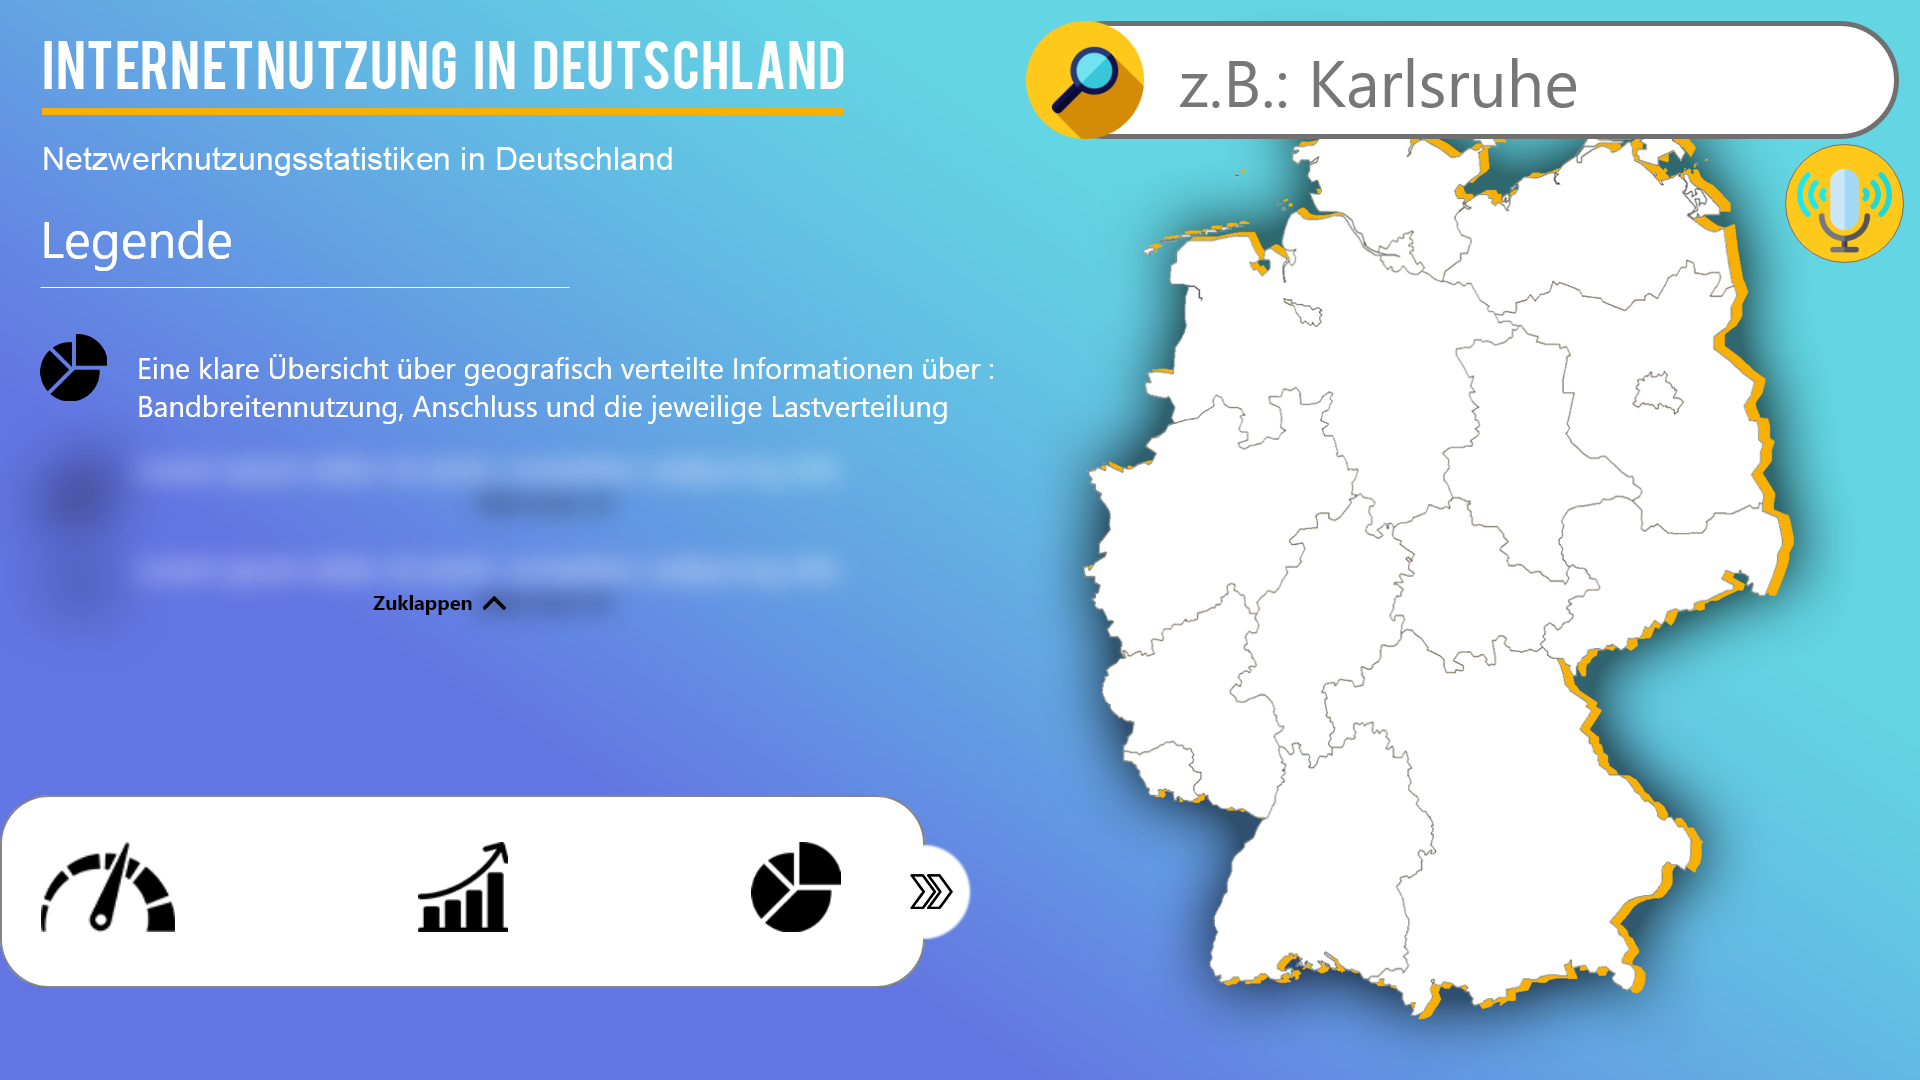 INTERNETNUTZUNG IN DEUTSCHLAND
z.B.: Karlsruhe
Netzwerknutzungsstatistiken in Deutschland
Legende
Eine klare Übersicht über geografisch verteilte Informationen über :
Bandbreitennutzung, Anschluss und die jeweilige Lastverteilung
Zuklappen